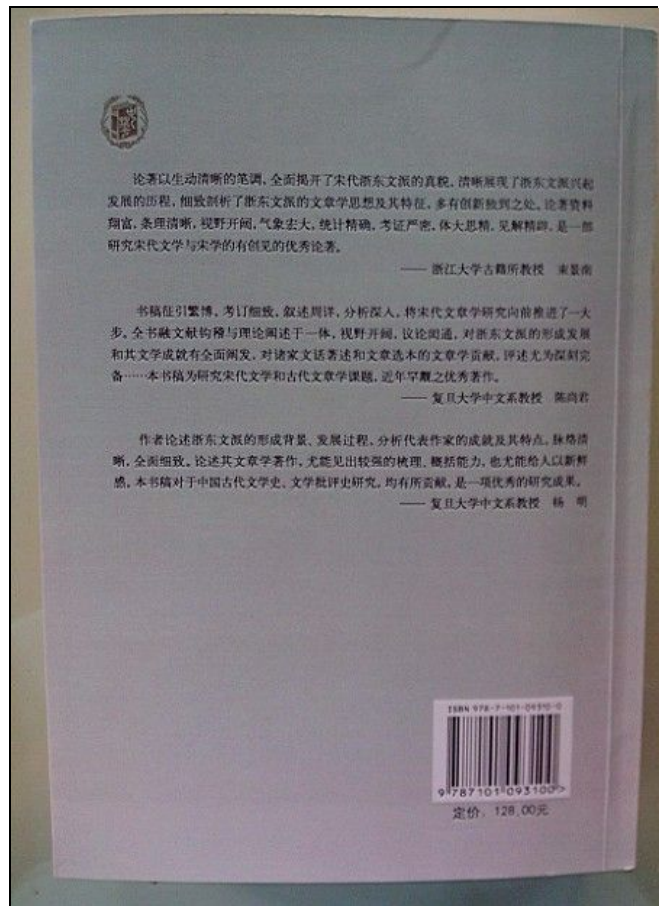 论著以生动清晰的笔调，全面揭开了宋代浙东文派的真貌，清晰展现了浙东文派兴起
发展的历程，细致剖析了浙东文派的文章学思想及其特征，多有创新独到之处。论著资料
翔富，条理清晰，视野开阔，气象宏大，统计精确，考证严密，体大思精，见解精辟，是一部
研究宋代文学与宋学的有创见的优秀论著。
—— 浙江大学古籍所教授 束景南
书稿征引繁博，考订细致，叙述周详，分析深入，将宋代文章学研究向前推进了一大
步。全书融文献钩稽与理论阐述于一体，视野开阔，议论闳通，对浙东文派的形成发展
和其文学成就有全面阐发，对诸家文话著述和文章选本的文章学贡献，评述尤为深刻完
备……本书稿为研究宋代文学和古代文章学课题，近年罕觏之优秀著作。
—— 复旦大学中文系教授 陈尚君
作者论述浙东文派的形成背景、发展过程，分析代表作家的成就及其特点，脉络清
晰，全面细致。论述其文章学著作，尤能见出较强的梳理、概括能力，也尤能给人以新鲜
感。本书稿对于中国古代文学史、文学批评史研究，均有所贡献，是一项优秀的研究成果。
—— 复旦大学中文系教授 杨 明
ISBN 978-7-101-09310-0
9 787101 093100 >
定价：128.00元